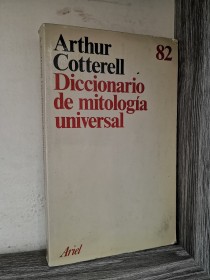 Arthur
Cotterell
82
Diccionario
de mitología
universal
Ariel